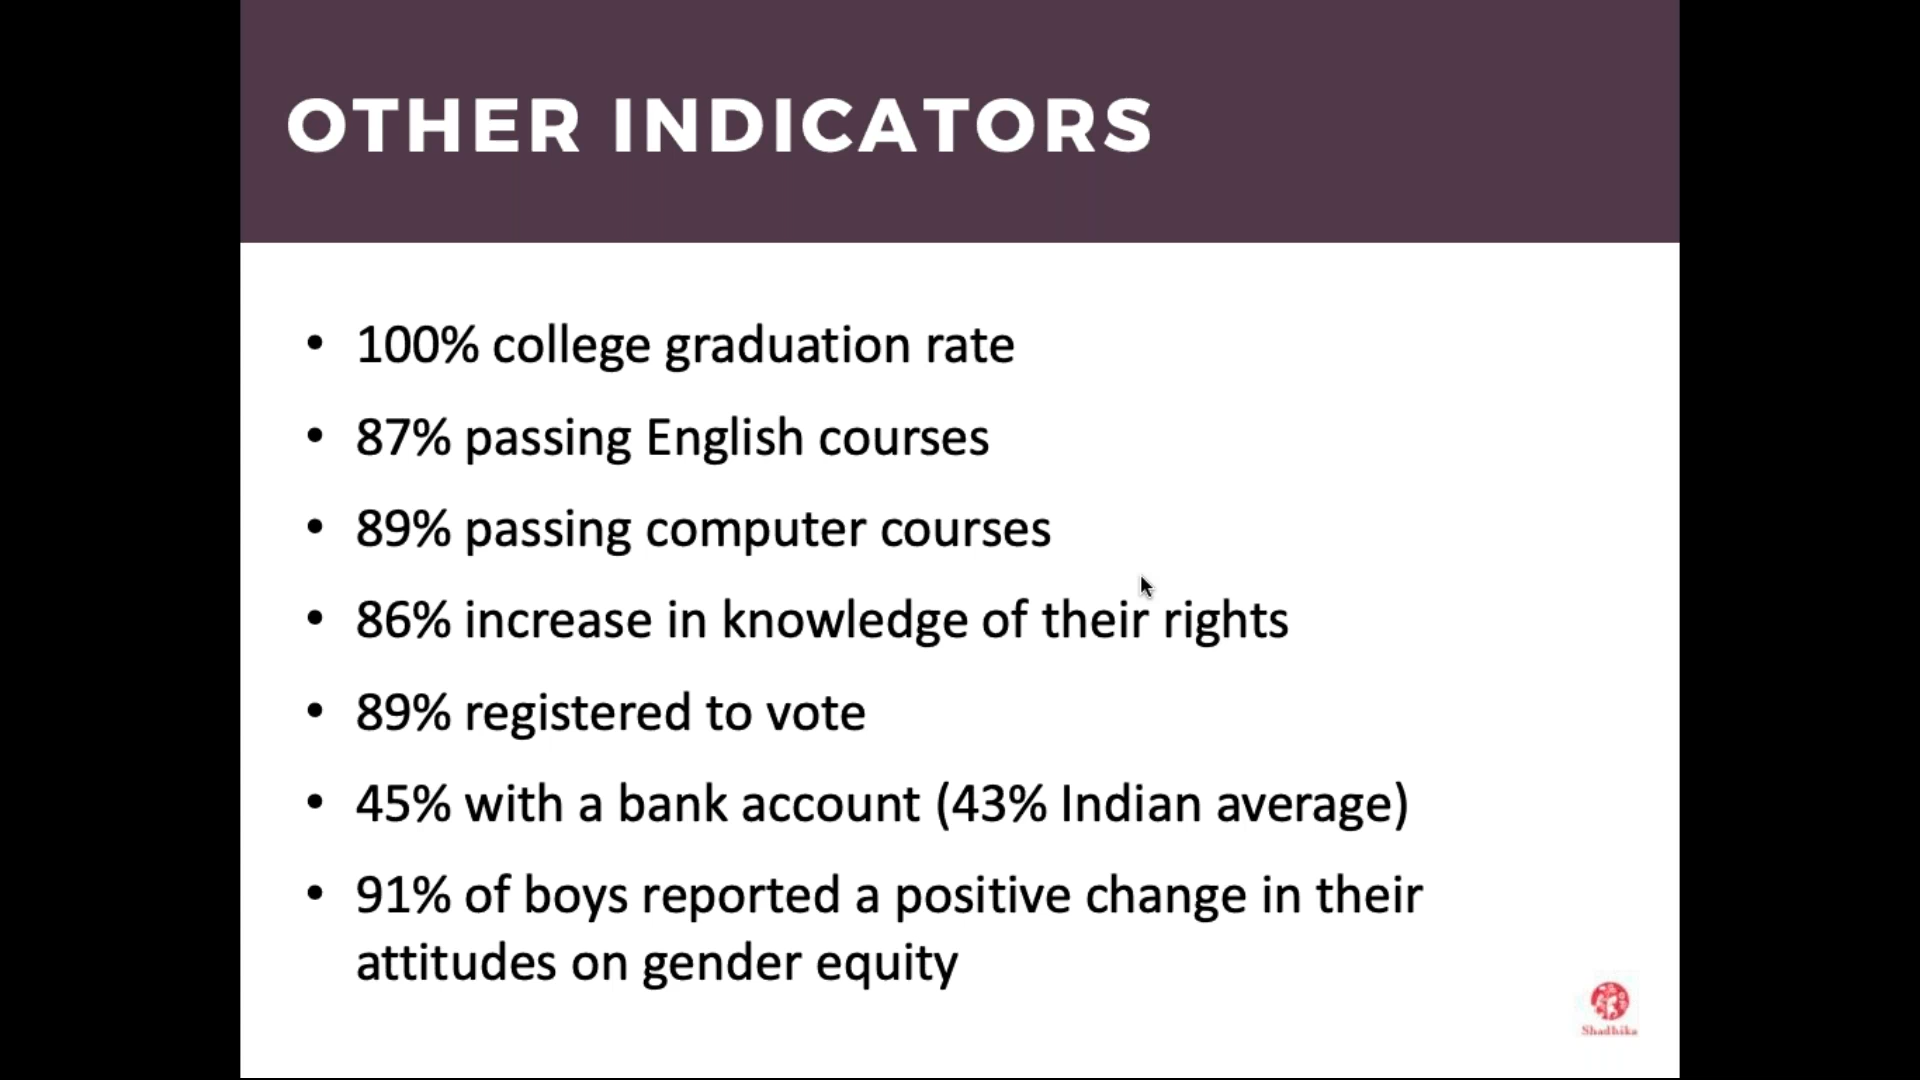 OTHER INDICATORS
• 100% college graduation rate
• 87% passing English courses
• 89% passing computer courses
• 86% increase in knowledge of their rights
• 89% registered to vote
• 45% with a bank account (43% Indian average)
• 91% of boys reported a positive change in their
attitudes on gender equity
Shadhika